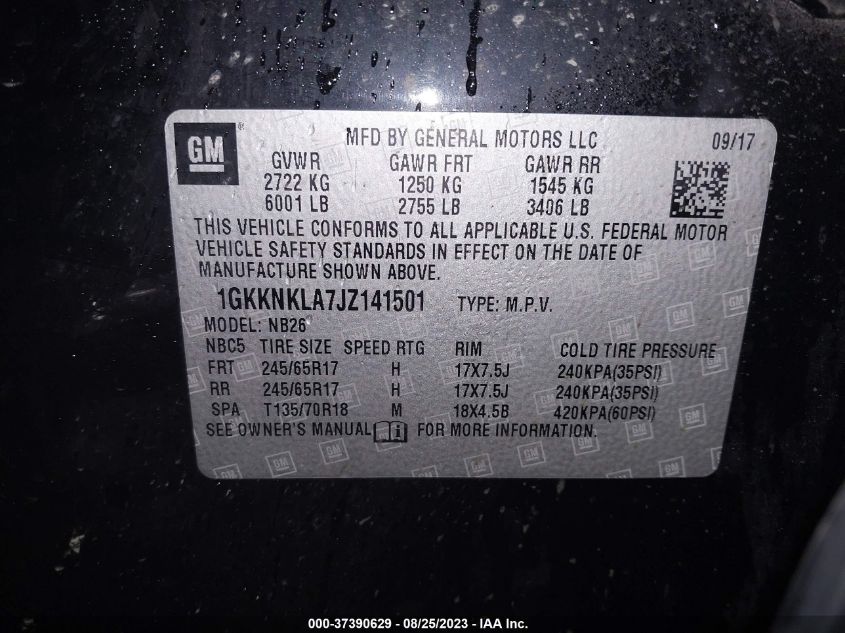 GM ® MFD BY GENERAL MOTORS LLC 09/17
GVWR GAWR FRT GAWR RR
2722 KG 1250 KG 1545 KG
6001 LB 2755 LB 3406 LB
THIS VEHICLE CONFORMS TO ALL APPLICABLE U.S. FEDERAL MOTOR
VEHICLE SAFETY STANDARDS IN EFFECT ON THE DATE OF
MANUFACTURE SHOWN ABOVE.
1GKKNKLA7JZ141501 TYPE: M.P.V.
MODEL: NB26
NBC5 TIRE SIZE SPEED RTG RIM COLD TIRE PRESSURE
FRT 245/65R17 H 17X7.5J 240KPA(35PSI)
RR 245/65R17 H 17X7.5J 240KPA(35PSI)
SPA T135/70R18 M 18X4.5B 420KPA(60PSI)
SEE OWNER'S MANUAL i FOR MORE INFORMATION.
000-37390629 - 08/25/2023 - IAA Inc.